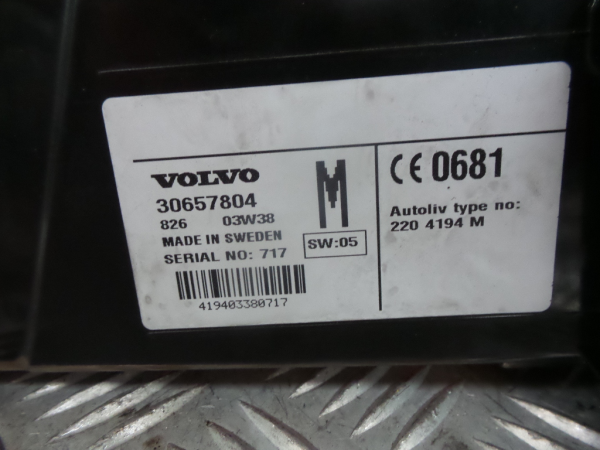 VOLVO
30657804
826 03W38
MADE IN SWEDEN
SERIAL NO: 717
419403380717
M
SW:05
CE 0681
Autoliv type no:
220 4194 M